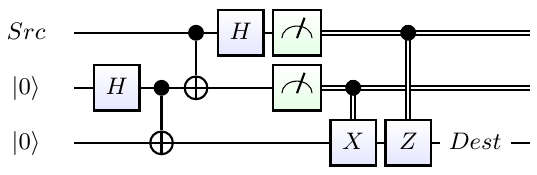 Src H
|0⟩ H
|0⟩ X Z Dest